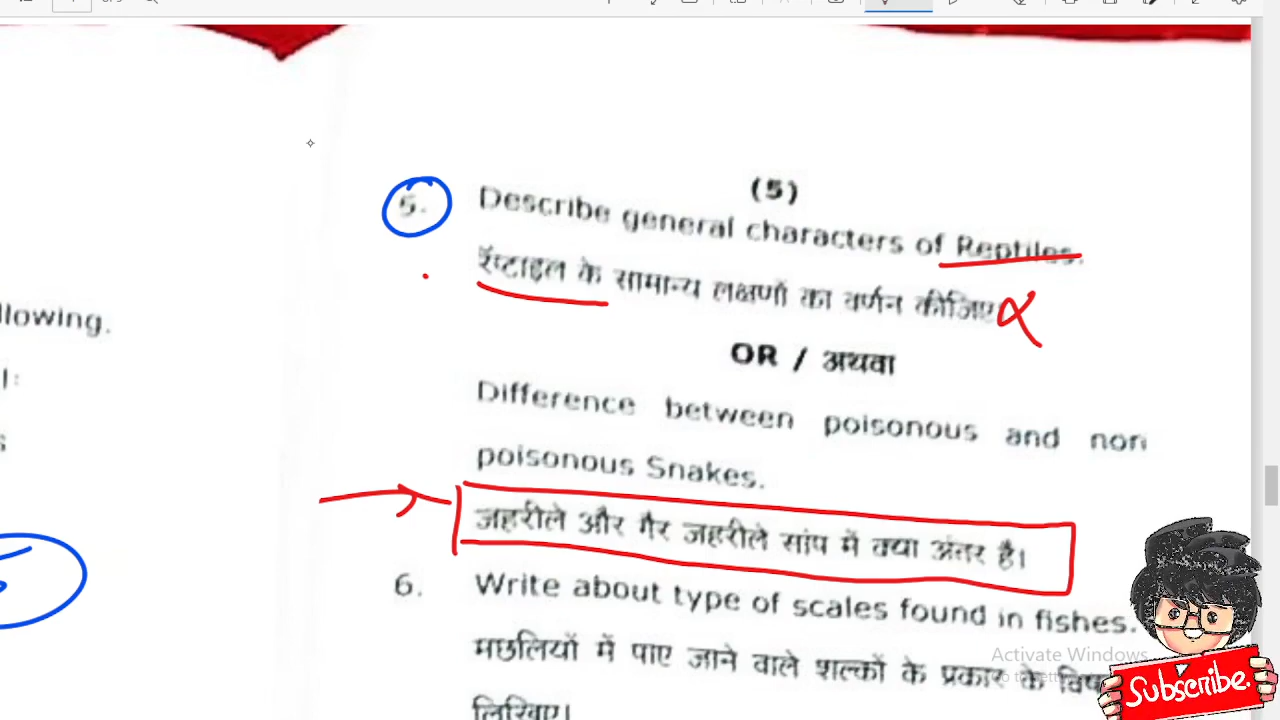 (5)
5. Describe general characters of Reptiles.
रॅप्टाइल के सामान्य लक्षणों का वर्णन कीजिए
OR / अथवा
Difference between poisonous and non
poisonous Snakes.
जहरीले और गैर जहरीले सांप में क्या अंतर है।
6. Write about type of scales found in fishes.
मछलियों में पाए जाने वाले शल्कों के प्रकार के
लिखिए।
llowing.
5
Activate Windows
Subscribe.